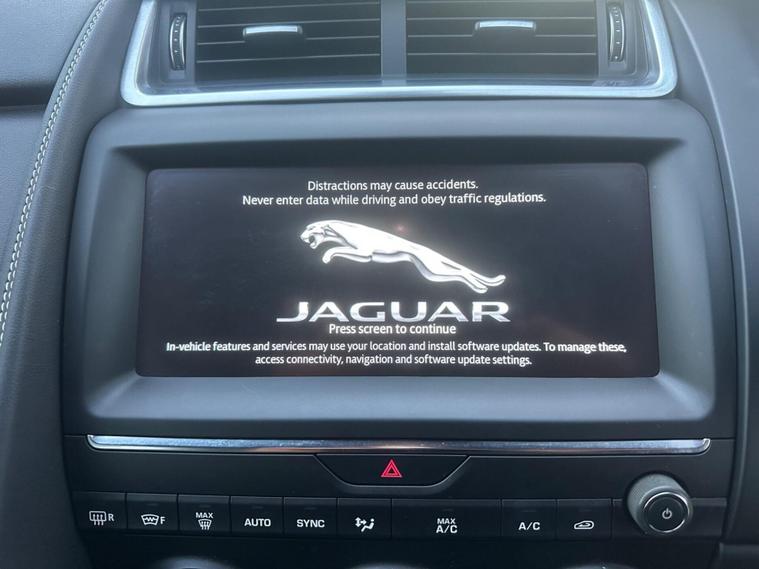 Distractions may cause accidents.
Never enter data while driving and obey traffic regulations.
JAGUAR
Press screen to continue
In-vehicle features and services may use your location and install software updates. To manage these,
access connectivity, navigation and software update settings.
R F MAX AUTO SYNC MAX A/C A/C